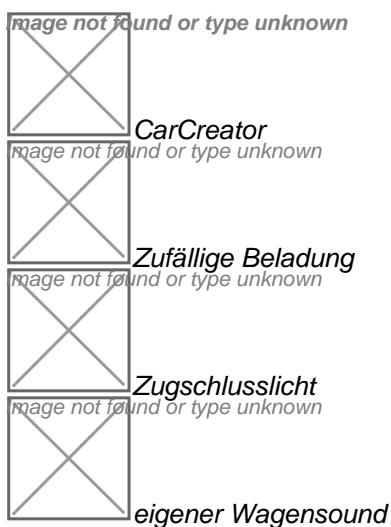 Image not found or type unknown
CarCreator
Image not found or type unknown
Zufällige Beladung
Image not found or type unknown
Zugschlusslicht
Image not found or type unknown
eigener Wagensound